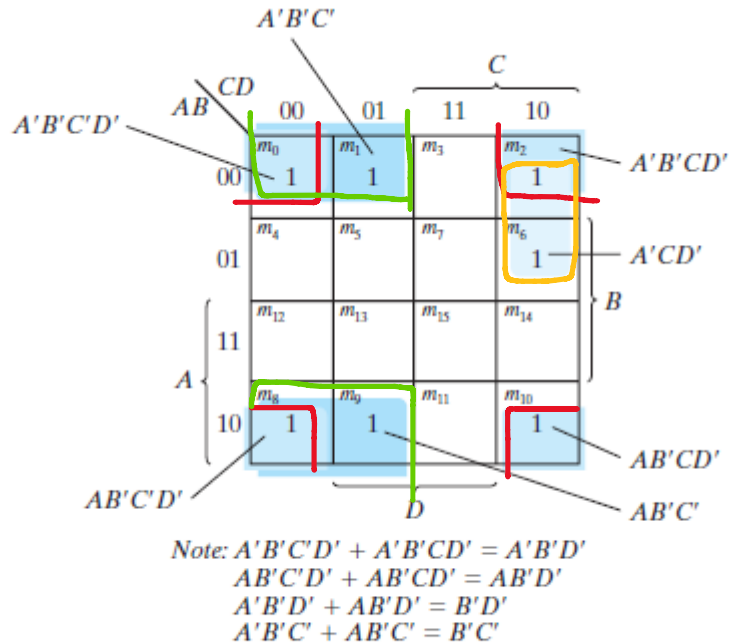 A'B'C'
C
CD
AB
00 01 11 10
A'B'C'D'
m0 m1 m3 m2
A'B'CD'
00 1 1 1
m4 m5 m7 m6
01 1
A'CD'
B
m12 m13 m15 m14
11
A
m8 m9 m11 m10
10 1 1 1
AB'CD'
AB'C'D'
D
AB'C'
Note: A'B'C'D' + A'B'CD' = A'B'D'
AB'C'D' + AB'CD' = AB'D'
A'B'D' + AB'D' = B'D'
A'B'C' + AB'C' = B'C'